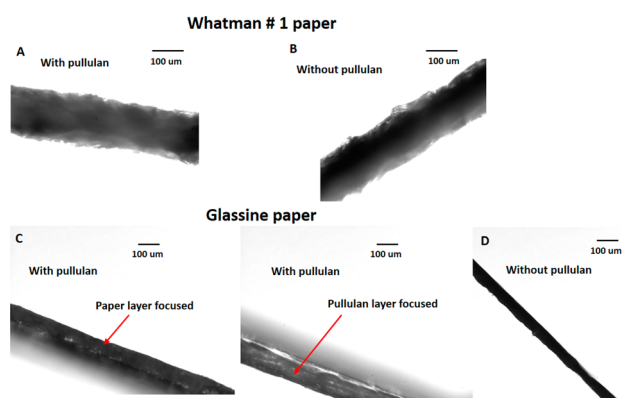 Whatman # 1 paper
A
With pullulan
100 um
B
Without pullulan
100 um
Glassine paper
C
With pullulan
100 um
Paper layer focused
With pullulan
100 um
Pullulan layer focused
D
Without pullulan
100 um